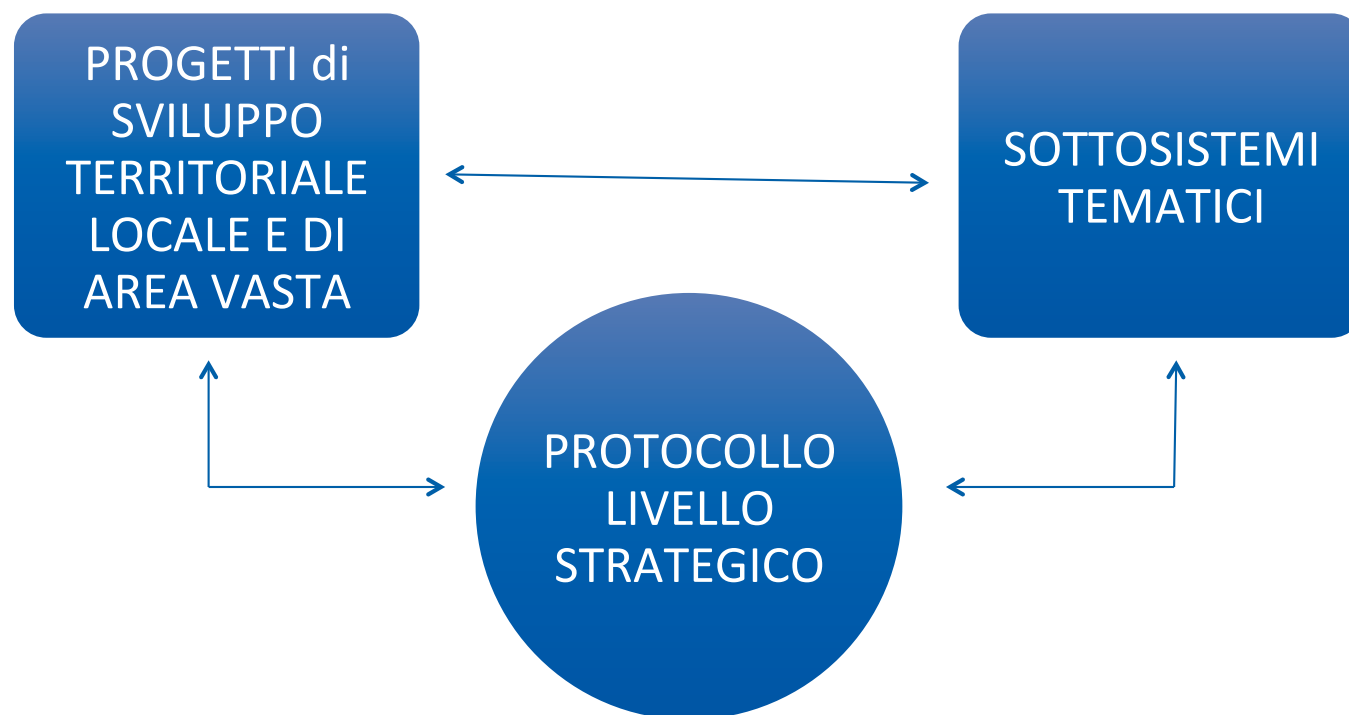 PROGETTI di
SVILUPPO
TERRITORIALE
LOCALE E DI
AREA VASTA
SOTTOSISTEMI
TEMATICI
PROTOCOLLO
LIVELLO
STRATEGICO